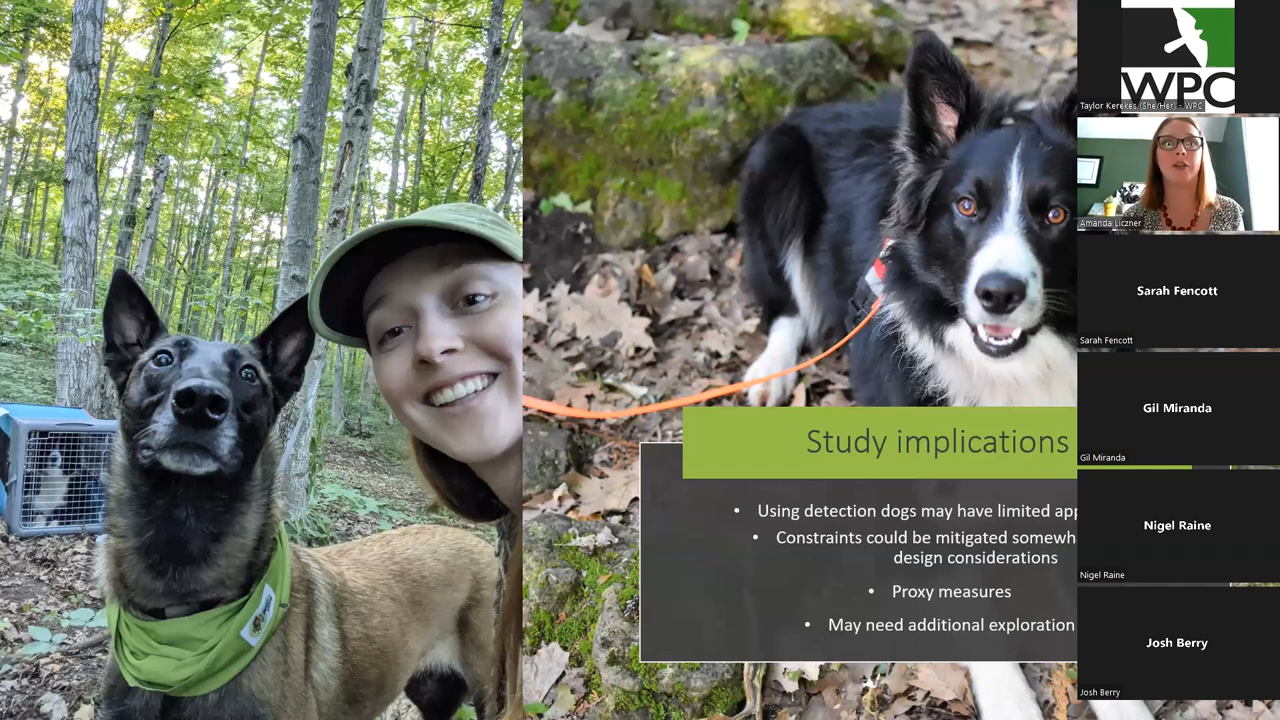 Study implications
• Using detection dogs may have limited app
• Constraints could be mitigated somewh
design considerations
• Proxy measures
• May need additional exploration
WPC
Taylor Kerekes (She/Her) - WPC
Amanda Liczner
Sarah Fencott
Sarah Fencott
Gil Miranda
Gil Miranda
Nigel Raine
Nigel Raine
Josh Berry
Josh Berry